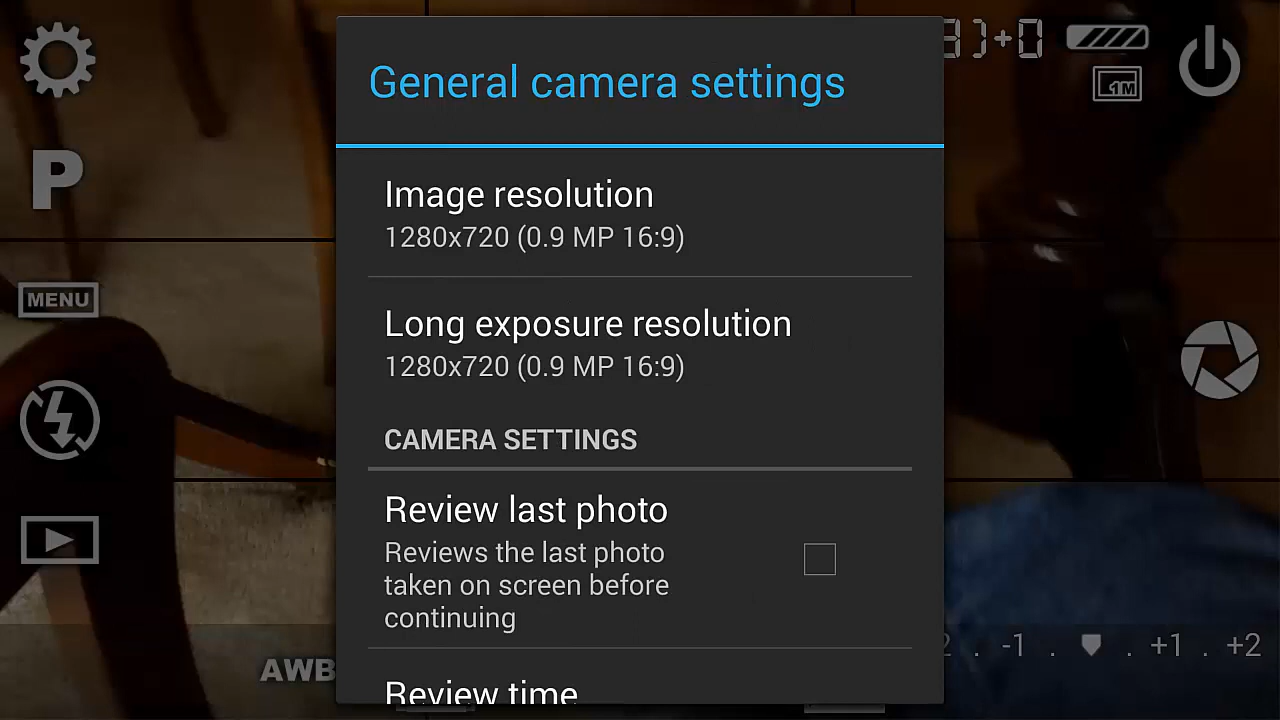 General camera settings
Image resolution
1280x720 (0.9 MP 16:9)
Long exposure resolution
1280x720 (0.9 MP 16:9)
CAMERA SETTINGS
Review last photo
Reviews the last photo
taken on screen before
continuing
Review time
P
MENU
AWB
)+0
1M
. -1 . . +1 . +2